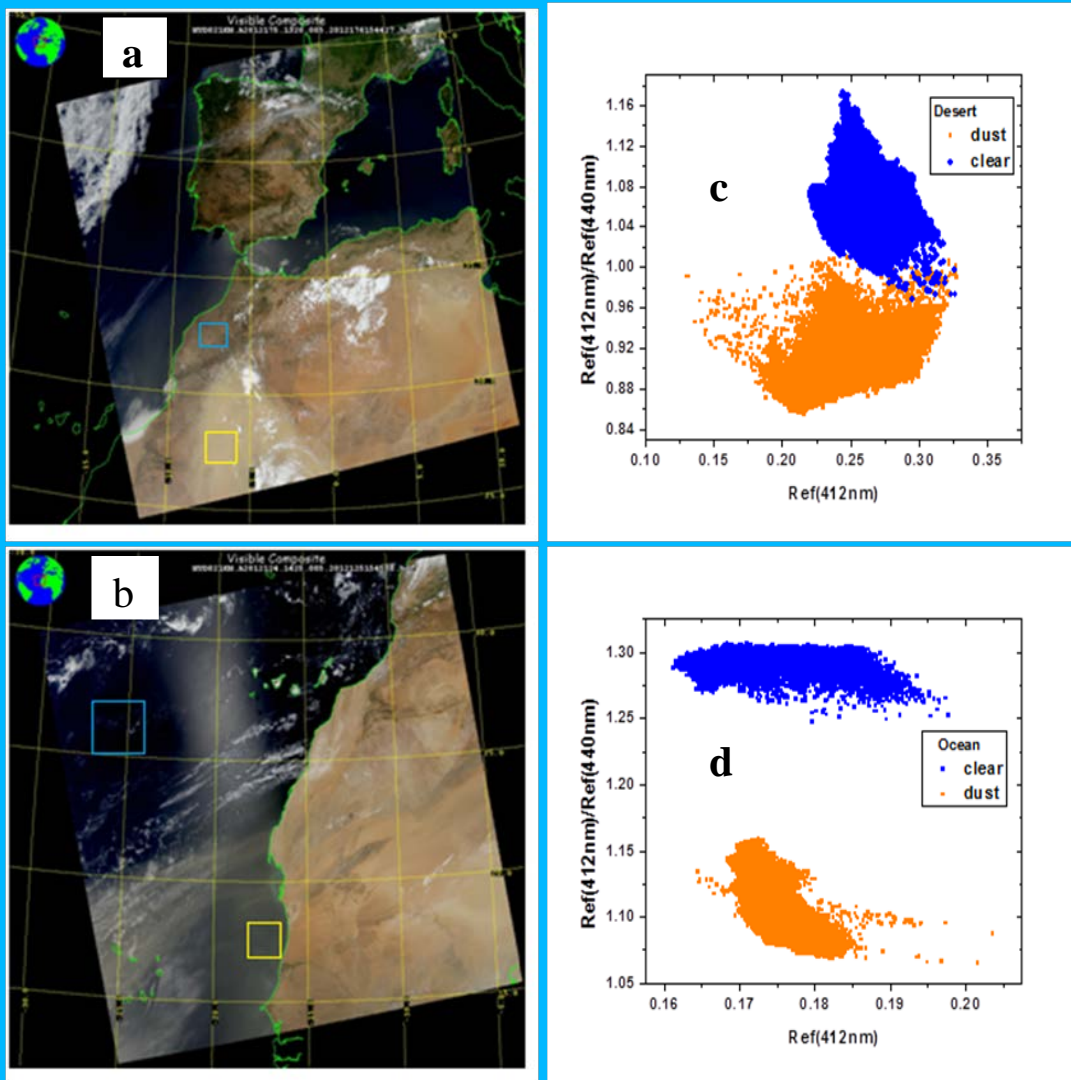 Visible Composite
a
1.16
1.12
1.08
1.04
1.00
0.96
0.92
0.88
0.84
Ref(412nm)/Ref(440nm)
Desert
dust
clear
c
0.10 0.15 0.20 0.25 0.30 0.35
Ref(412nm)
Visible Composite
b
1.30
1.25
1.20
1.15
1.10
1.05
Ref(412nm)/Ref(440nm)
Ocean
clear
dust
d
0.16 0.17 0.18 0.19 0.20
Ref(412nm)